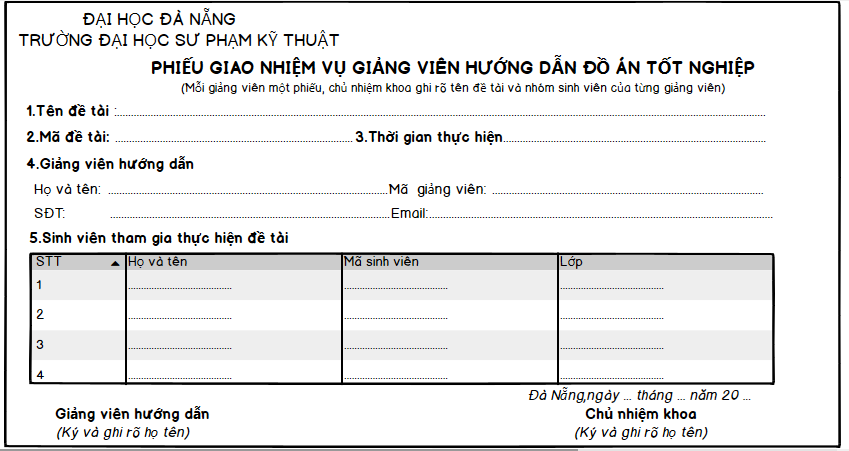 ĐẠI HỌC ĐÀ NẴNG
TRƯỜNG ĐẠI HỌC SƯ PHẠM KỸ THUẬT
PHIẾU GIAO NHIỆM VỤ GIẢNG VIÊN HƯỚNG DẪN ĐỒ ÁN TỐT NGHIỆP
(Mỗi giảng viên một phiếu, chủ nhiệm khoa ghi rõ tên đề tài và nhóm sinh viên của từng giảng viên)
1.Tên đề tài :
2.Mã đề tài: 3.Thời gian thực hiện
4.Giảng viên hướng dẫn
Họ và tên: Mã giảng viên:
SĐT: Email:
5.Sinh viên tham gia thực hiện đề tài
STT Họ và tên Mã sinh viên Lớp
1
2
3
4
Đà Nẵng,ngày ... tháng ... năm 20 ...
Giảng viên hướng dẫn Chủ nhiệm khoa
(Ký và ghi rõ họ tên) (Ký và ghi rõ họ tên)